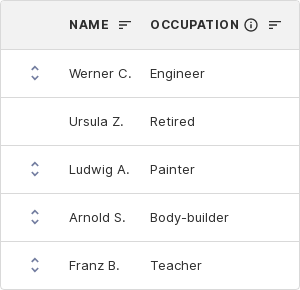 NAME OCCUPATION
Werner C. Engineer
Ursula Z. Retired
Ludwig A. Painter
Arnold S. Body-builder
Franz B. Teacher